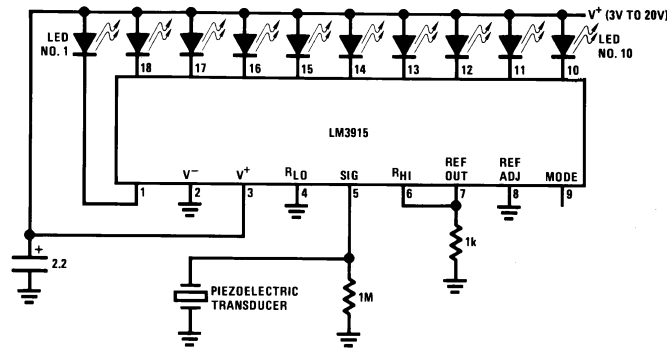 V+ (3V TO 20V)
LED
NO. 1
LED
NO. 10
18 17 16 15 14 13 12 11 10
LM3915
V− V+ RLO SIG RHI REF OUT REF ADJ MODE
1 2 3 4 5 6 7 8 9
+
2.2
1k
PIEZOELECTRIC
TRANSDUCER
1M